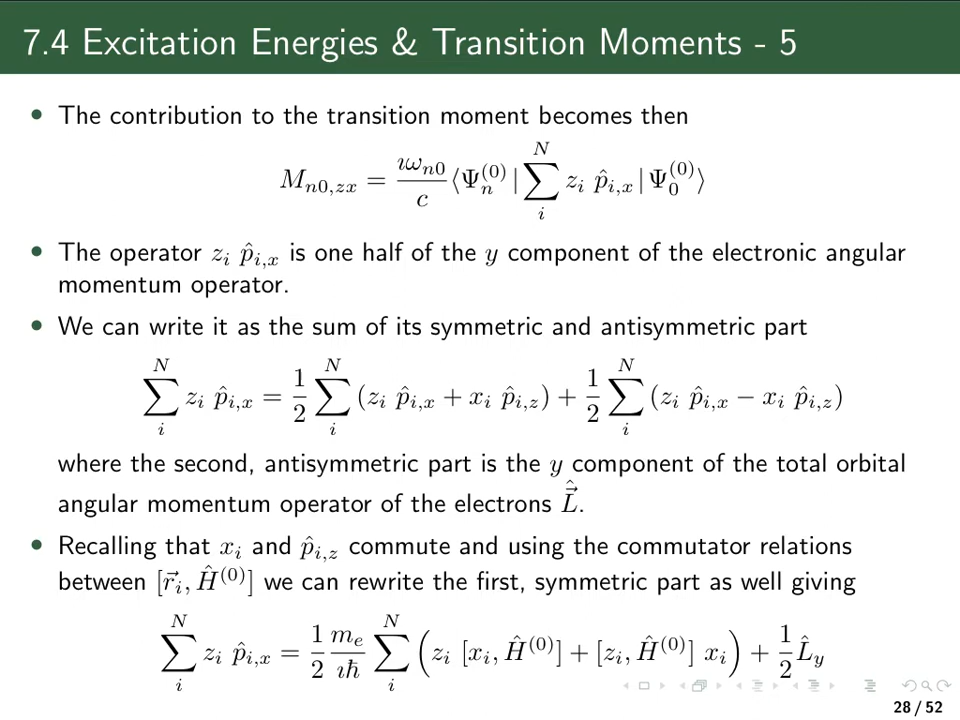 7.4 Excitation Energies & Transition Moments - 5
• The contribution to the transition moment becomes then
$M_{n0,zx} = \frac{\imath\omega_{n0}}{c} \langle \Psi_n^{(0)} | \sum_i^N z_i \, \hat{p}_{i,x} | \Psi_0^{(0)} \rangle$
• The operator $z_i \, \hat{p}_{i,x}$ is one half of the $y$ component of the electronic angular
momentum operator.
• We can write it as the sum of its symmetric and antisymmetric part
$\sum_i^N z_i \, \hat{p}_{i,x} = \frac{1}{2} \sum_i^N (z_i \, \hat{p}_{i,x} + x_i \, \hat{p}_{i,z}) + \frac{1}{2} \sum_i^N (z_i \, \hat{p}_{i,x} - x_i \, \hat{p}_{i,z})$
where the second, antisymmetric part is the $y$ component of the total orbital
angular momentum operator of the electrons $\hat{\vec{L}}$.
• Recalling that $x_i$ and $\hat{p}_{i,z}$ commute and using the commutator relations
between $[\vec{r}_i, \hat{H}^{(0)}]$ we can rewrite the first, symmetric part as well giving
$\sum_i^N z_i \, \hat{p}_{i,x} = \frac{1}{2} \frac{m_e}{\imath\hbar} \sum_i^N \left( z_i \, [x_i, \hat{H}^{(0)}] + [z_i, \hat{H}^{(0)}] \, x_i \right) + \frac{1}{2} \hat{L}_y$
28 / 52